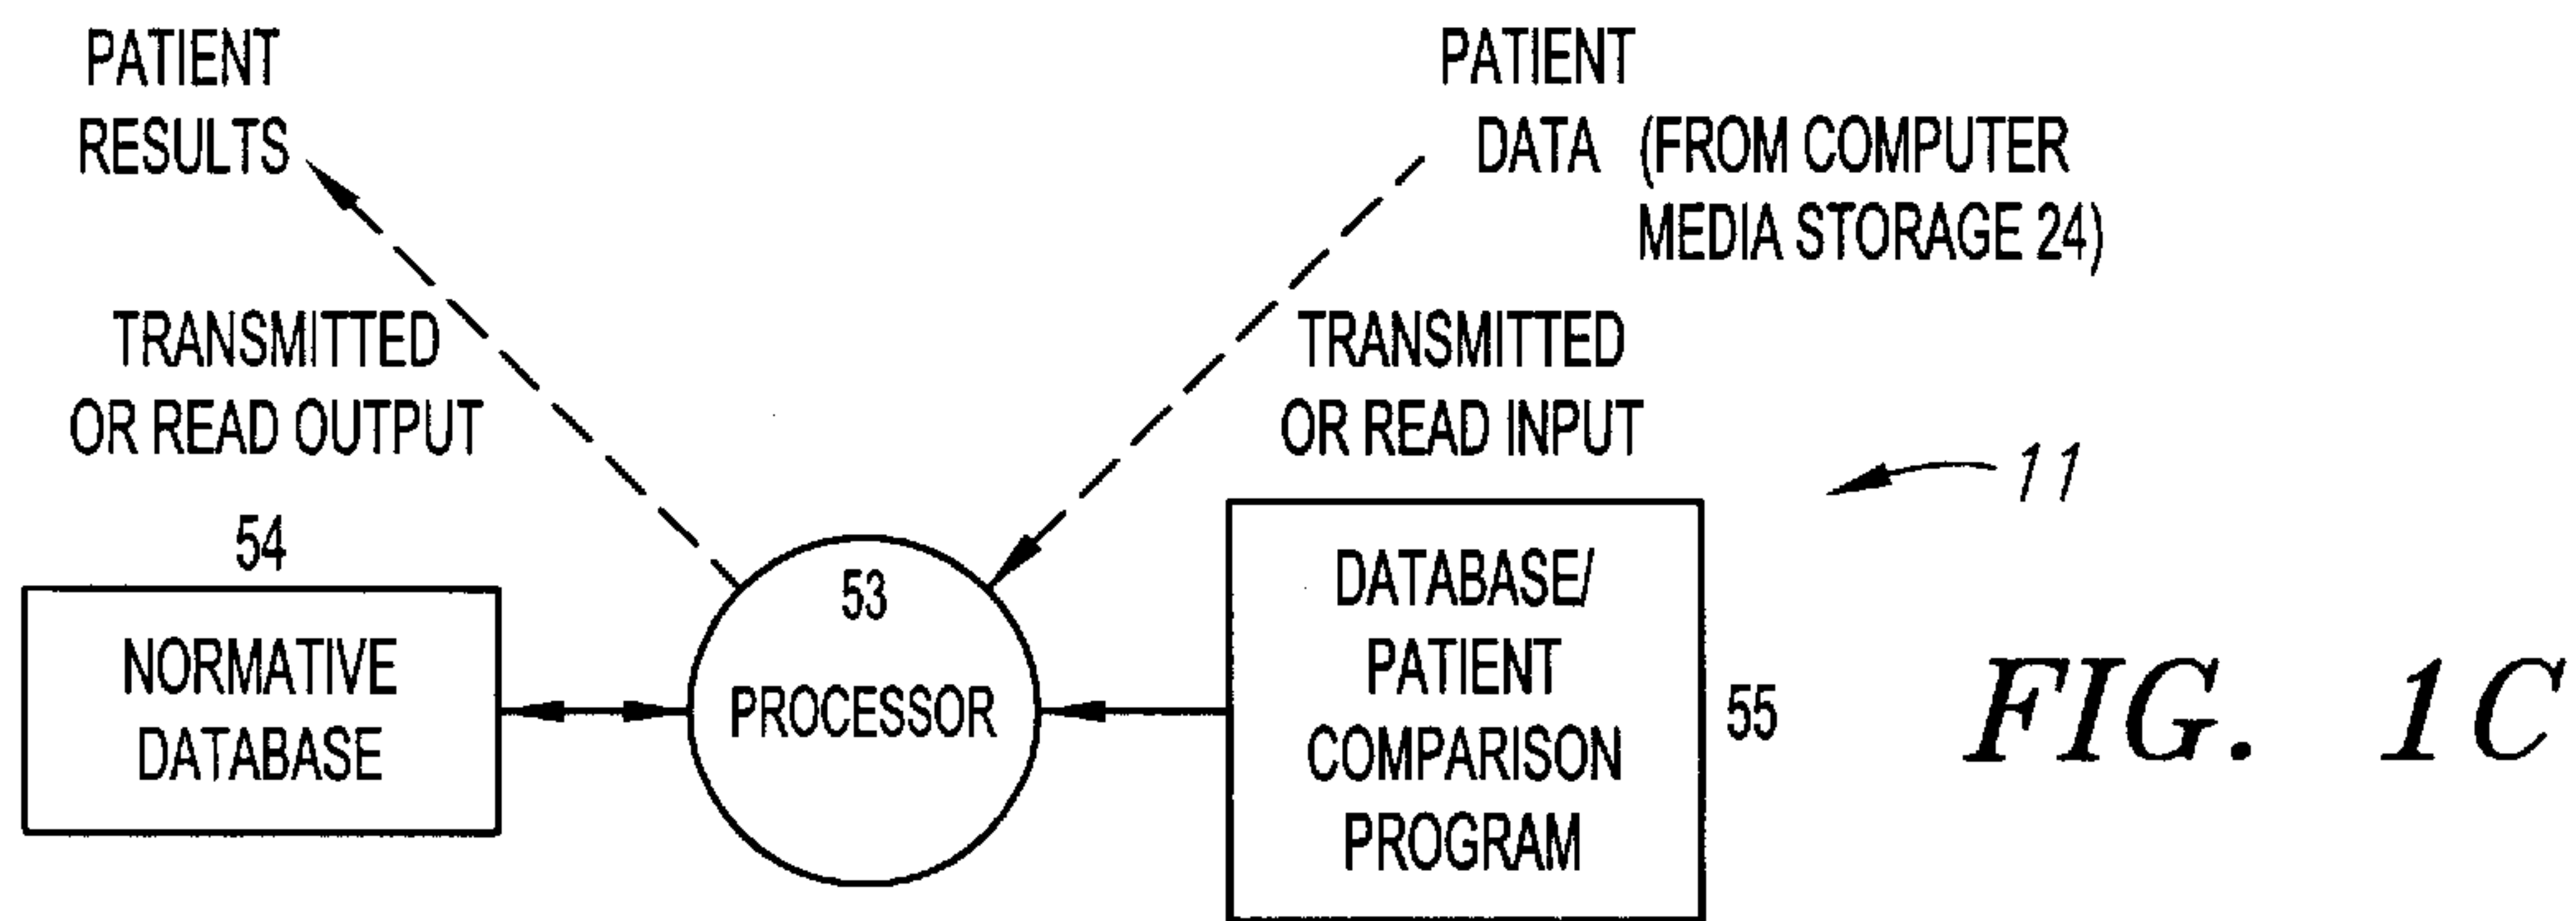 PATIENT
RESULTS
PATIENT
DATA (FROM COMPUTER
MEDIA STORAGE 24)
TRANSMITTED
OR READ OUTPUT
TRANSMITTED
OR READ INPUT
11
54
NORMATIVE
DATABASE
53
PROCESSOR
DATABASE/
PATIENT
COMPARISON
PROGRAM
55
FIG. 1C